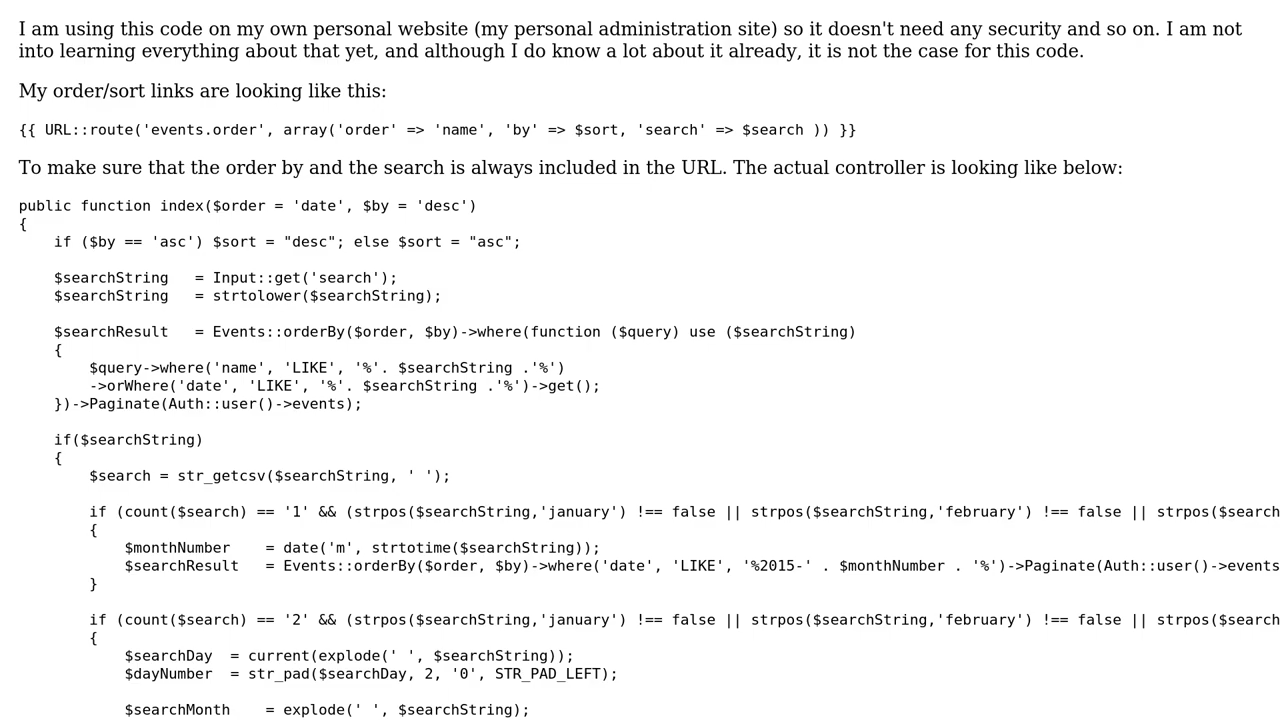 I am using this code on my own personal website (my personal administration site) so it doesn't need any security and so on. I am not
into learning everything about that yet, and although I do know a lot about it already, it is not the case for this code.
My order/sort links are looking like this:
{{ URL::route('events.order', array('order' => 'name', 'by' => $sort, 'search' => $search )) }}
To make sure that the order by and the search is always included in the URL. The actual controller is looking like below:
public function index($order = 'date', $by = 'desc')
{
    if ($by == 'asc') $sort = "desc"; else $sort = "asc";
    $searchString   = Input::get('search');
    $searchString   = strtolower($searchString);
    $searchResult   = Events::orderBy($order, $by)->where(function ($query) use ($searchString)
    {
        $query->where('name', 'LIKE', '%'. $searchString .'%')
        ->orWhere('date', 'LIKE', '%'. $searchString .'%')->get();
    })->Paginate(Auth::user()->events);
    if($searchString)
    {
        $search = str_getcsv($searchString, ' ');
        if (count($search) == '1' && (strpos($searchString,'january') !== false || strpos($searchString,'february') !== false || strpos($search
        {
            $monthNumber    = date('m', strtotime($searchString));
            $searchResult   = Events::orderBy($order, $by)->where('date', 'LIKE', '%2015-' . $monthNumber . '%')->Paginate(Auth::user()->events
        }
        if (count($search) == '2' && (strpos($searchString,'january') !== false || strpos($searchString,'february') !== false || strpos($search
        {
            $searchDay  = current(explode(' ', $searchString));
            $dayNumber  = str_pad($searchDay, 2, '0', STR_PAD_LEFT);
            $searchMonth    = explode(' ', $searchString);